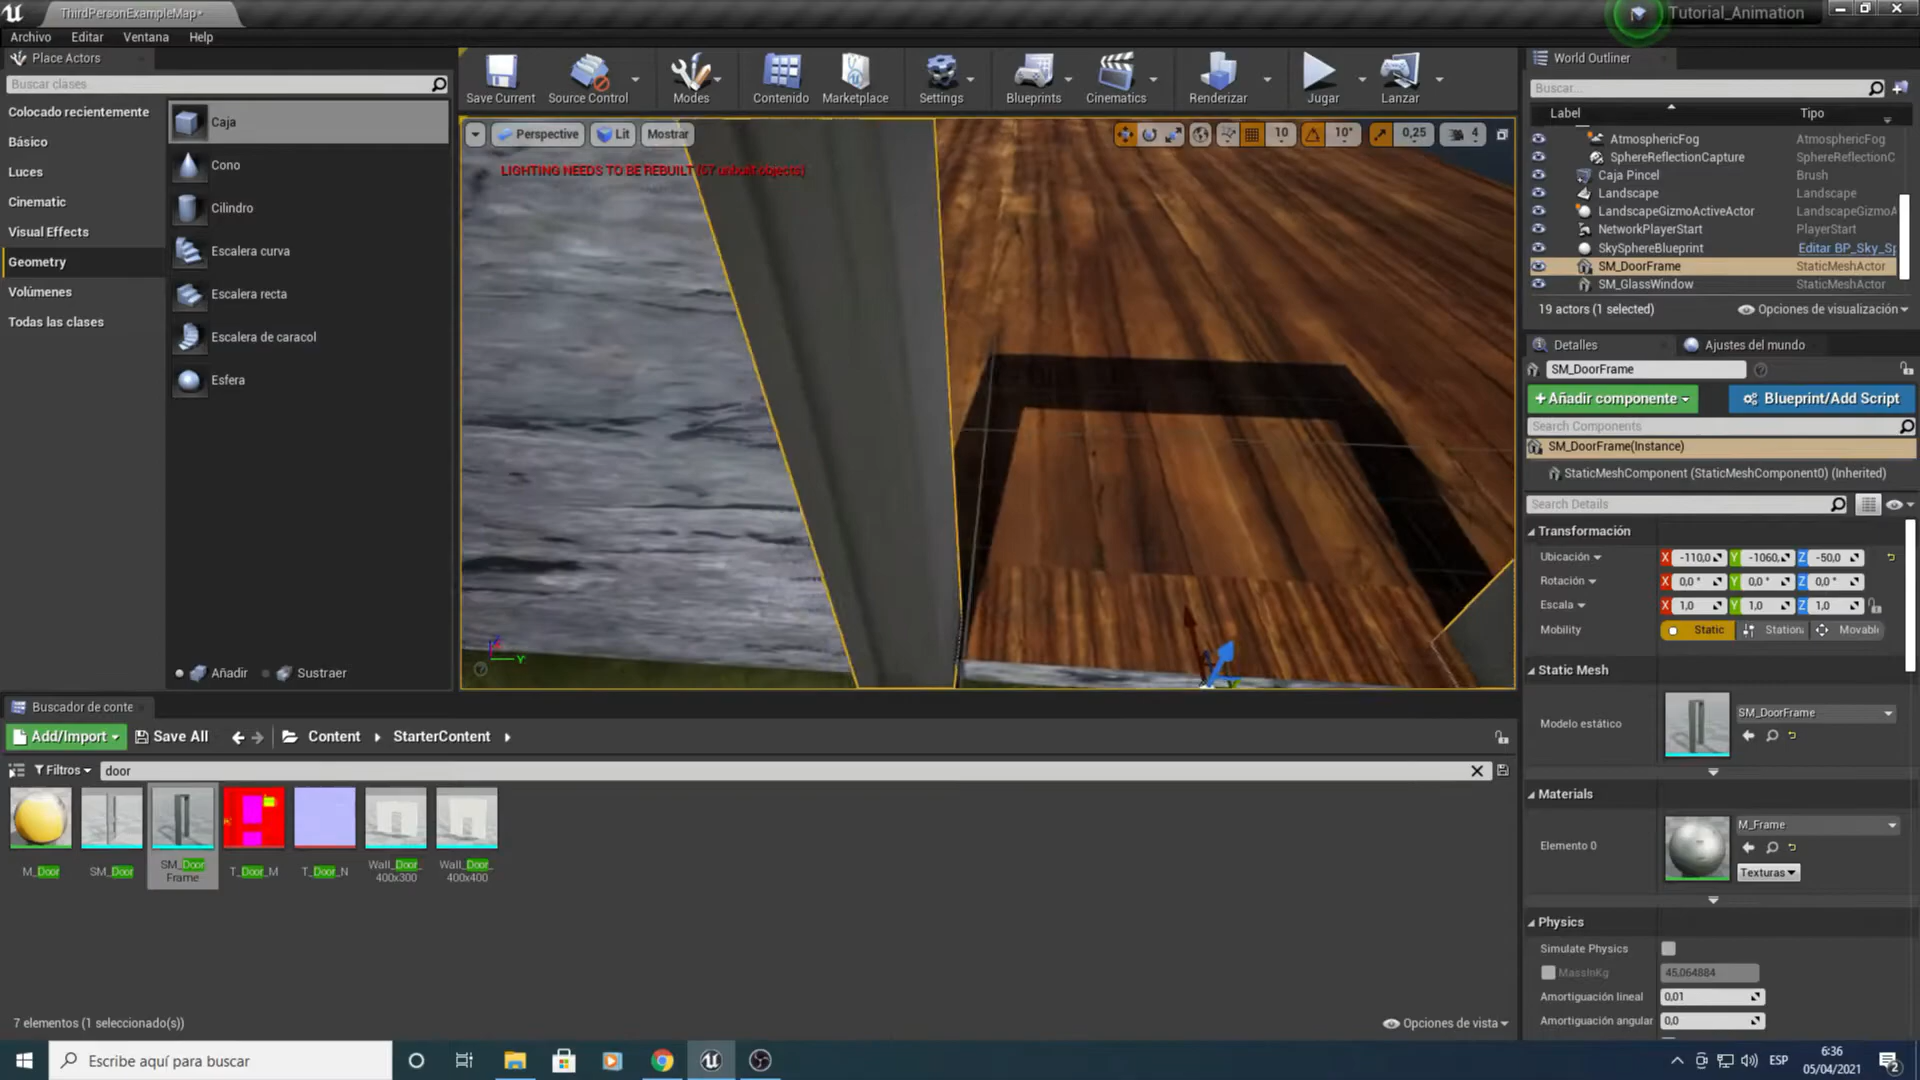 ThirdPersonExampleMap*
Tutorial_Animation
Archivo
Editar
Ventana
Help
Place Actors
Buscar clases
Colocado recientemente
Básico
Luces
Cinematic
Visual Effects
Geometry
Volúmenes
Todas las clases
Caja
Cono
Cilindro
Escalera curva
Escalera recta
Escalera de caracol
Esfera
Añadir
Sustraer
Save Current
Source Control
Modes
Contenido
Marketplace
Settings
Blueprints
Cinematics
Renderizar
Jugar
Lanzar
Perspective
Lit
Mostrar
10
10°
0,25
4
LIGHTING NEEDS TO BE REBUILT (67 unbuilt objects)
Y
World Outliner
Buscar...
Label
Tipo
AtmosphericFog
AtmosphericFog
SphereReflectionCapture
SphereReflectionC
Caja Pincel
Brush
Landscape
Landscape
LandscapeGizmoActiveActor
LandscapeGizmoA
NetworkPlayerStart
PlayerStart
SkySphereBlueprint
Editar BP_Sky_Sp
SM_DoorFrame
StaticMeshActor
SM_GlassWindow
StaticMeshActor
19 actors (1 selected)
Opciones de visualización
Detalles
Ajustes del mundo
SM_DoorFrame
+Añadir componente
Blueprint/Add Script
Search Components
SM_DoorFrame(Instance)
StaticMeshComponent (StaticMeshComponent0) (Inherited)
Search Details
Transformación
Ubicación
X -110,0 Y -1060, Z -50,0
Rotación
X 0,0 ° Y 0,0 ° Z 0,0 °
Escala
X 1,0 Y 1,0 Z 1,0
Mobility
Static
Station
Movable
Static Mesh
Modelo estático
SM_DoorFrame
Materials
Elemento 0
M_Frame
Texturas
Physics
Simulate Physics
MassInKg
45,064884
Amortiguación lineal
0,01
Amortiguación angular
0,0
Buscador de conte
Add/Import
Save All
Content
StarterContent
Filtros
door
M_Door
SM_Door
SM_Door
Frame
T_Door_M
T_Door_N
Wall_Door_
400x300
Wall_Door_
400x400
7 elementos (1 seleccionado(s))
Opciones de vista
Escribe aquí para buscar
ESP
6:36
05/04/2021
2